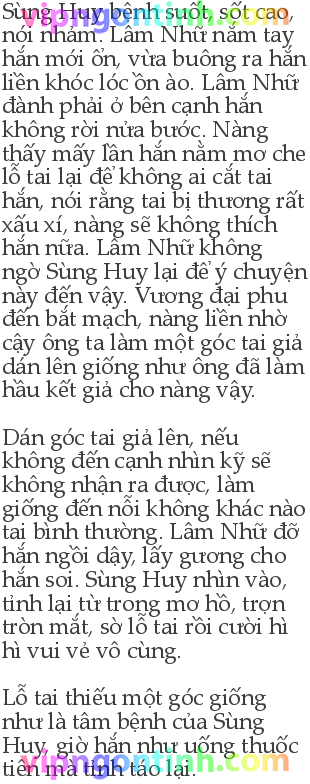 Sùng Huy bệnh suốt, sốt cao,
vipngontinh.com
nói nhảm. Lâm Nhữ nắm tay
hắn mới ổn, vừa buông ra hắn
liền khóc lóc ồn ào. Lâm Nhữ
đành phải ở bên cạnh hắn
không rời nửa bước. Nàng
thấy mấy lần hắn nằm mơ che
lỗ tai lại để không ai cắt tai
hắn, nói rằng tai bị thương rất
xấu xí, nàng sẽ không thích
hắn nữa. Lâm Nhữ không
ngờ Sùng Huy lại để ý chuyện
này đến vậy. Vương đại phu
đến bắt mạch, nàng liền nhờ
cậy ông ta làm một góc tai giả
dán lên giống như ông đã làm
hầu kết giả cho nàng vậy.

Dán góc tai giả lên, nếu
không đến cạnh nhìn kỹ sẽ
không nhận ra được, làm
giống đến nỗi không khác nào
tai bình thường. Lâm Nhữ đỡ
hắn ngồi dậy, lấy gương cho
hắn soi. Sùng Huy nhìn vào,
tỉnh lại từ trong mơ hồ, trợn
tròn mắt, sờ lỗ tai rồi cười hì
hì vui vẻ vô cùng.

Lỗ tai thiếu một góc giống
như là tâm bệnh của Sùng
Huy, giờ hắn như uống thuốc
vipngontinh.com
tiên mà tỉnh táo lại.